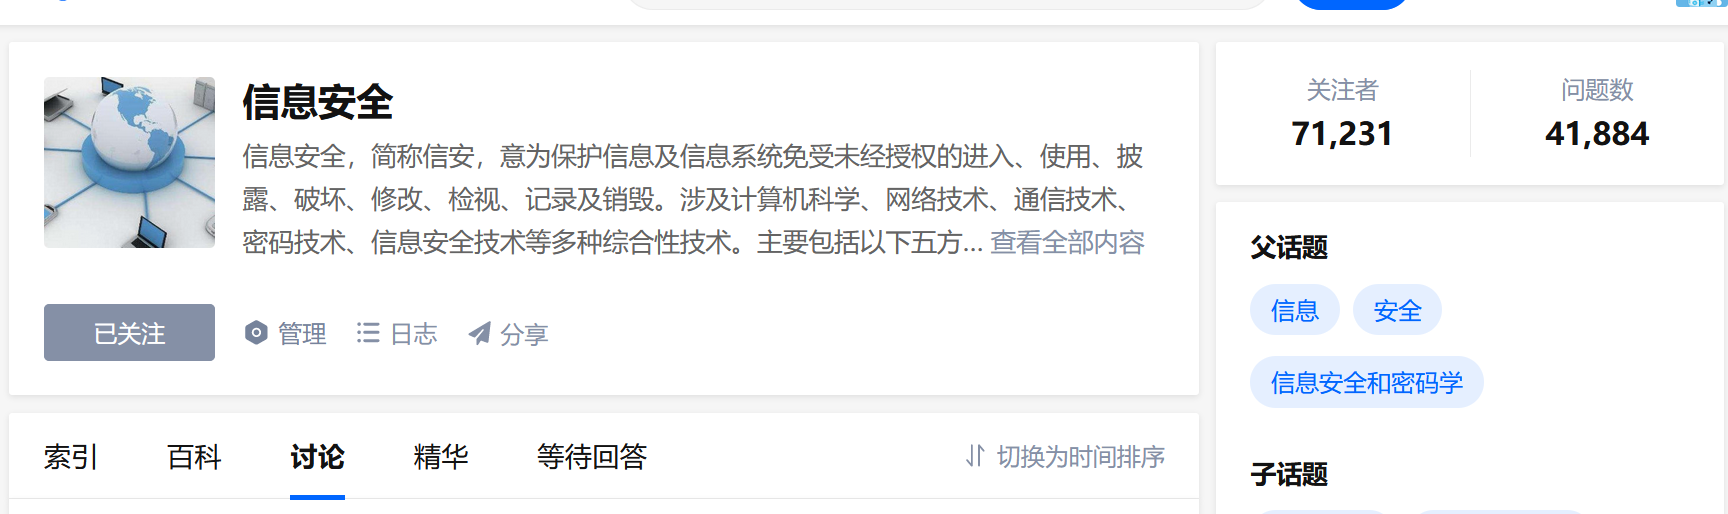 信息安全
信息安全，简称信安，意为保护信息及信息系统免受未经授权的进入、使用、披
露、破坏、修改、检视、记录及销毁。涉及计算机科学、网络技术、通信技术、
密码技术、信息安全技术等多种综合性技术。主要包括以下五方... 查看全部内容
已关注 管理 日志 分享
索引 百科 讨论 精华 等待回答 切换为时间排序
关注者 问题数
71,231 41,884
父话题
信息 安全
信息安全和密码学
子话题